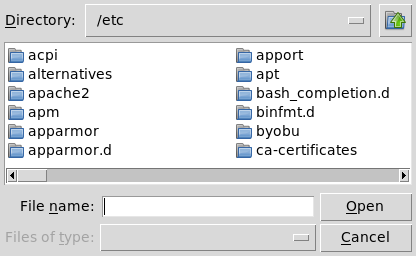 Directory: /etc
acpi apport
alternatives apt
apache2 bash_completion.d
apm binfmt.d
apparmor byobu
apparmor.d ca-certificates
File name: Open
Files of type: Cancel